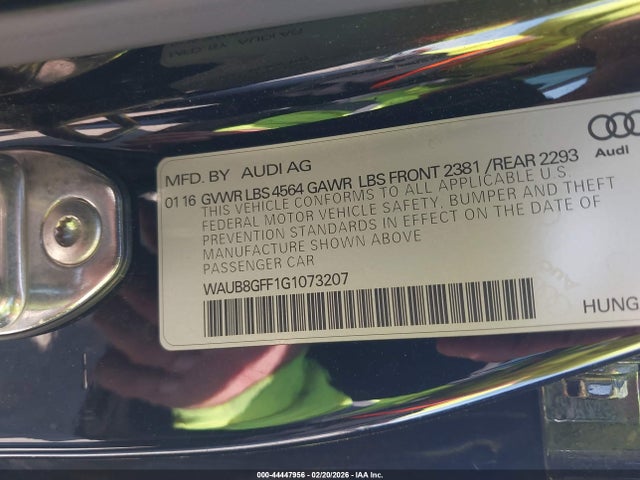 MFD. BY AUDI AG
01 16 GVWR LBS 4564 GAWR LBS FRONT 2381 /REAR 2293
THIS VEHICLE CONFORMS TO ALL APPLICABLE U.S.
FEDERAL MOTOR VEHICLE SAFETY, BUMPER AND THEFT
PREVENTION STANDARDS IN EFFECT ON THE DATE OF
MANUFACTURE SHOWN ABOVE
PASSENGER CAR
WAUB8GFF1G1073207
Audi
HUNG
000-44447956 - 02/20/2026 - IAA Inc.